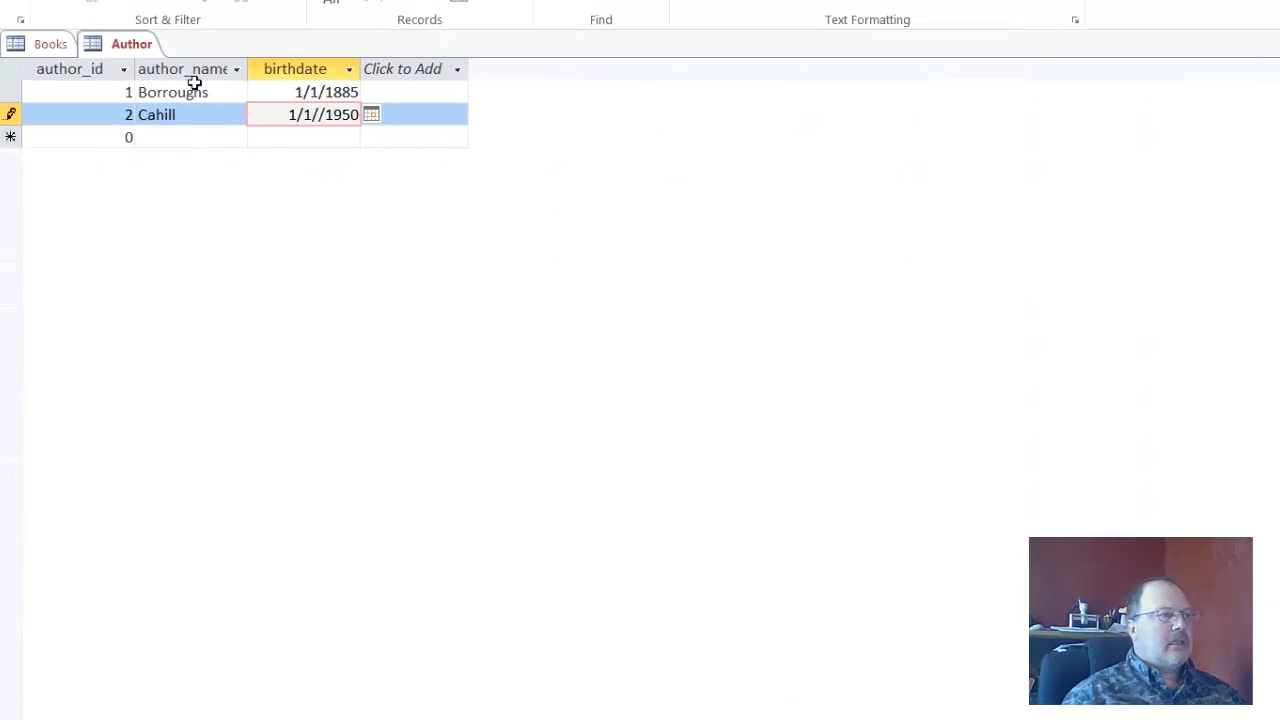 Sort & Filter
Records
Find
Text Formatting
Books
Author
author_id
author_name
birthdate
Click to Add
1
Borroughs
1/1/1885
2
Cahill
1/1//1950
0